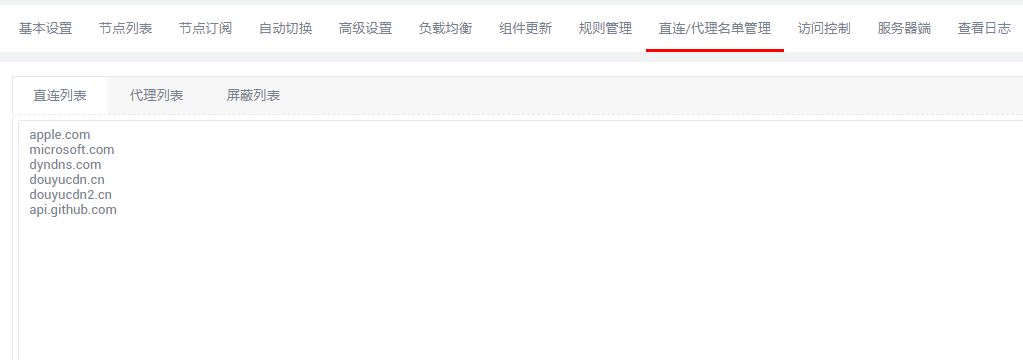 基本设置 节点列表 节点订阅 自动切换 高级设置 负载均衡 组件更新 规则管理 直连/代理名单管理 访问控制 服务器端 查看日志
直连列表 代理列表 屏蔽列表
apple.com
microsoft.com
dyndns.com
douyucdn.cn
douyucdn2.cn
api.github.com